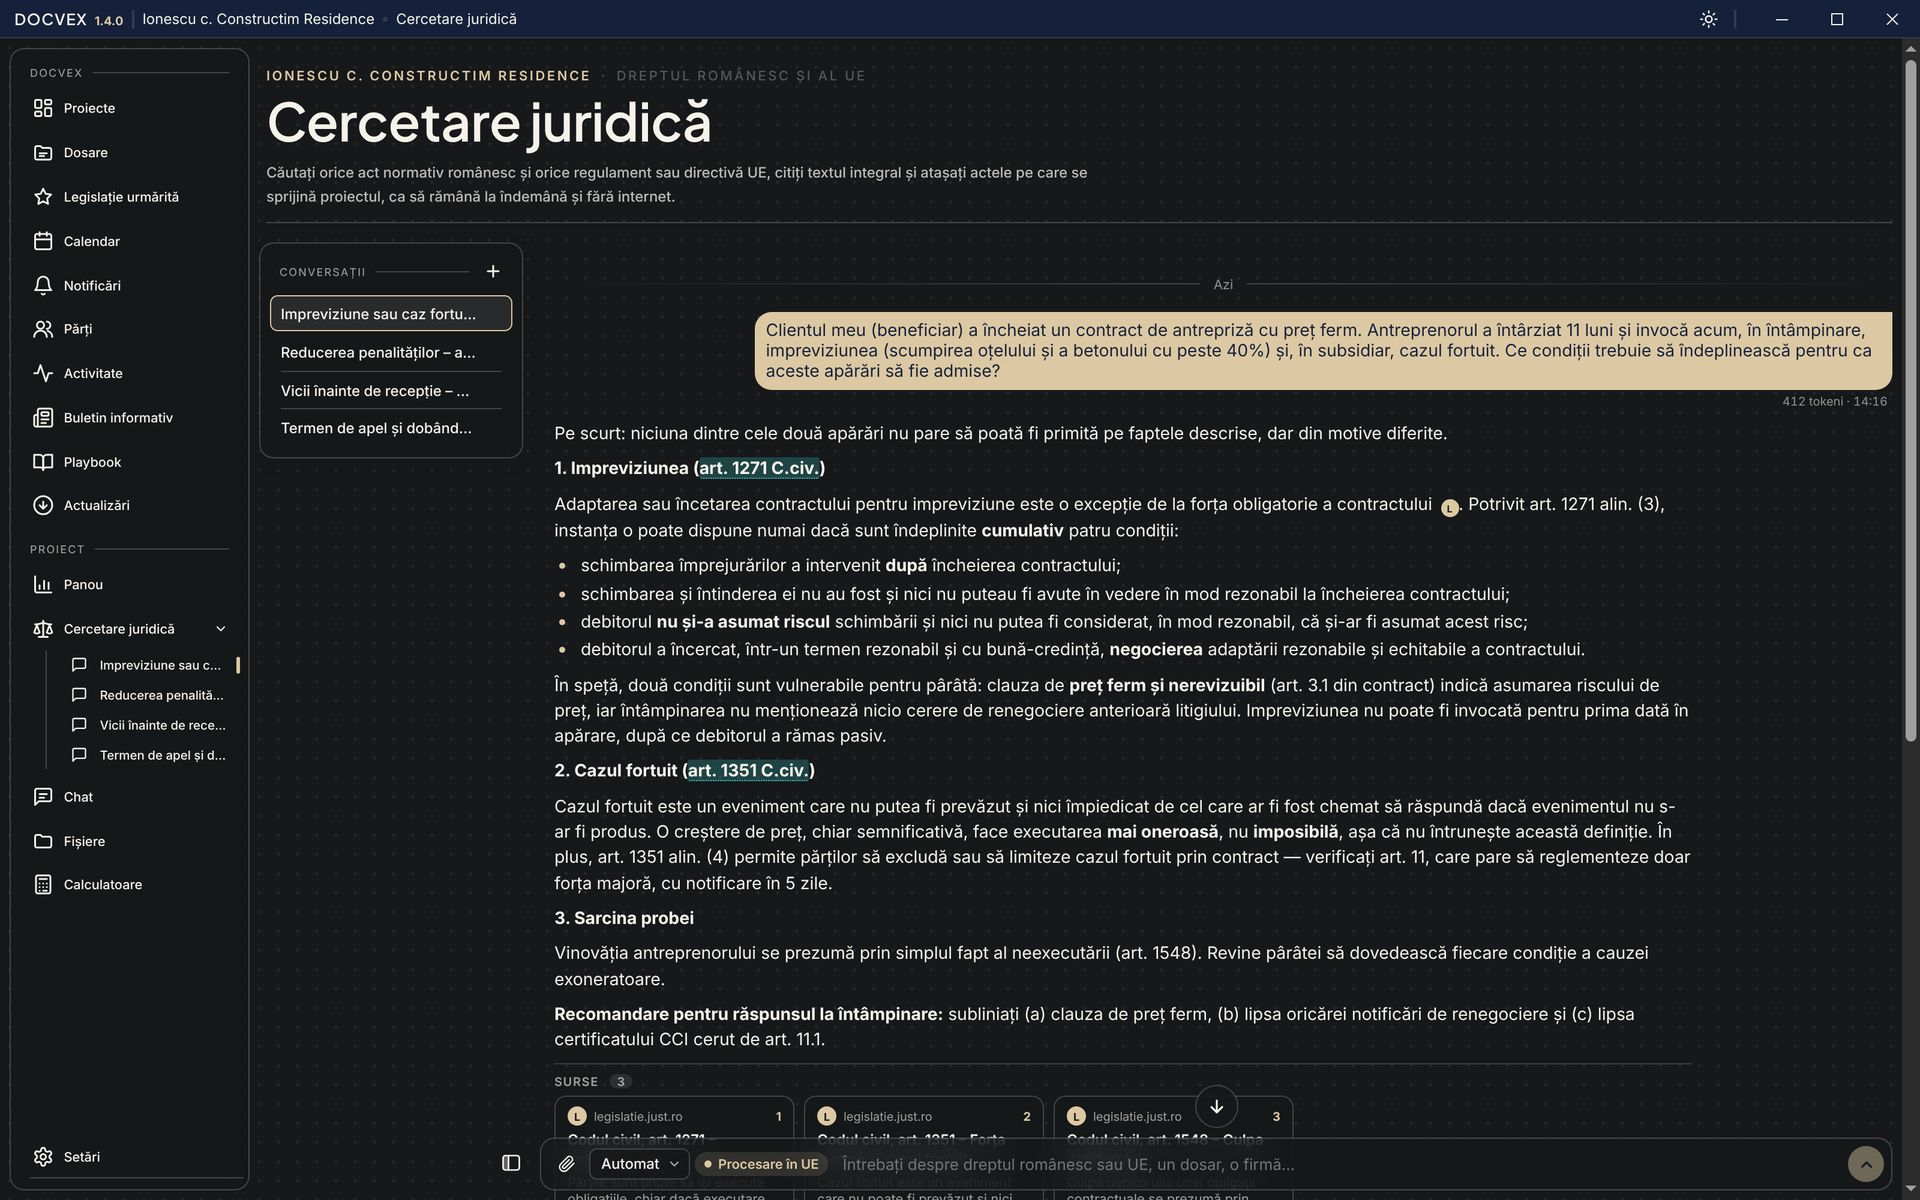 DOCVEX 1.4.0 Ionescu c. Constructim Residence • Cercetare juridică
DOCVEX
Proiecte
Dosare
Legislație urmărită
Calendar
Notificări
Părți
Activitate
Buletin informativ
Playbook
Actualizări
PROIECT
Panou
Cercetare juridică
Impreviziune sau c...
Reducerea penalită...
Vicii înainte de rece...
Termen de apel și d...
Chat
Fișiere
Calculatoare
Setări
IONESCU C. CONSTRUCTIM RESIDENCE · DREPTUL ROMÂNESC ȘI AL UE
Cercetare juridică
Căutați orice act normativ românesc și orice regulament sau directivă UE, citiți textul integral și atașați actele pe care se
sprijină proiectul, ca să rămână la îndemână și fără internet.
CONVERSAȚII
Impreviziune sau caz fortu...
Reducerea penalităților – a...
Vicii înainte de recepție – ...
Termen de apel și dobând...
Azi
Clientul meu (beneficiar) a încheiat un contract de antrepriză cu preț ferm. Antreprenorul a întârziat 11 luni și invocă acum, în întâmpinare,
impreviziunea (scumpirea oțelului și a betonului cu peste 40%) și, în subsidiar, cazul fortuit. Ce condiții trebuie să îndeplinească pentru ca
aceste apărări să fie admise?
412 tokeni · 14:16
Pe scurt: niciuna dintre cele două apărări nu pare să poată fi primită pe faptele descrise, dar din motive diferite.
1. Impreviziunea (art. 1271 C.civ.)
Adaptarea sau încetarea contractului pentru impreviziune este o excepție de la forța obligatorie a contractului L. Potrivit art. 1271 alin. (3),
instanța o poate dispune numai dacă sunt îndeplinite cumulativ patru condiții:
• schimbarea împrejurărilor a intervenit după încheierea contractului;
• schimbarea și întinderea ei nu au fost și nici nu puteau fi avute în vedere în mod rezonabil la încheierea contractului;
• debitorul nu și-a asumat riscul schimbării și nici nu putea fi considerat, în mod rezonabil, că și-ar fi asumat acest risc;
• debitorul a încercat, într-un termen rezonabil și cu bună-credință, negocierea adaptării rezonabile și echitabile a contractului.
În speță, două condiții sunt vulnerabile pentru pârâtă: clauza de preț ferm și nerevizuibil (art. 3.1 din contract) indică asumarea riscului de
preț, iar întâmpinarea nu menționează nicio cerere de renegociere anterioară litigiului. Impreviziunea nu poate fi invocată pentru prima dată în
apărare, după ce debitorul a rămas pasiv.
2. Cazul fortuit (art. 1351 C.civ.)
Cazul fortuit este un eveniment care nu putea fi prevăzut și nici împiedicat de cel care ar fi fost chemat să răspundă dacă evenimentul nu s-
ar fi produs. O creștere de preț, chiar semnificativă, face executarea mai oneroasă, nu imposibilă, așa că nu întrunește această definiție. În
plus, art. 1351 alin. (4) permite părților să excludă sau să limiteze cazul fortuit prin contract — verificați art. 11, care pare să reglementeze doar
forța majoră, cu notificare în 5 zile.
3. Sarcina probei
Vinovăția antreprenorului se prezumă prin simplul fapt al neexecutării (art. 1548). Revine pârâtei să dovedească fiecare condiție a cauzei
exoneratoare.
Recomandare pentru răspunsul la întâmpinare: subliniați (a) clauza de preț ferm, (b) lipsa oricărei notificări de renegociere și (c) lipsa
certificatului CCI cerut de art. 11.1.
SURSE 3
L legislatie.just.ro 1
Codul civil, art. 1271 –
L legislatie.just.ro 2
Codul civil, art. 1351 – Forța
L legislatie.just.ro 3
Codul civil, art. 1548 – Culpa
Automat Procesare în UE Întrebați despre dreptul românesc sau UE, un dosar, o firmă...